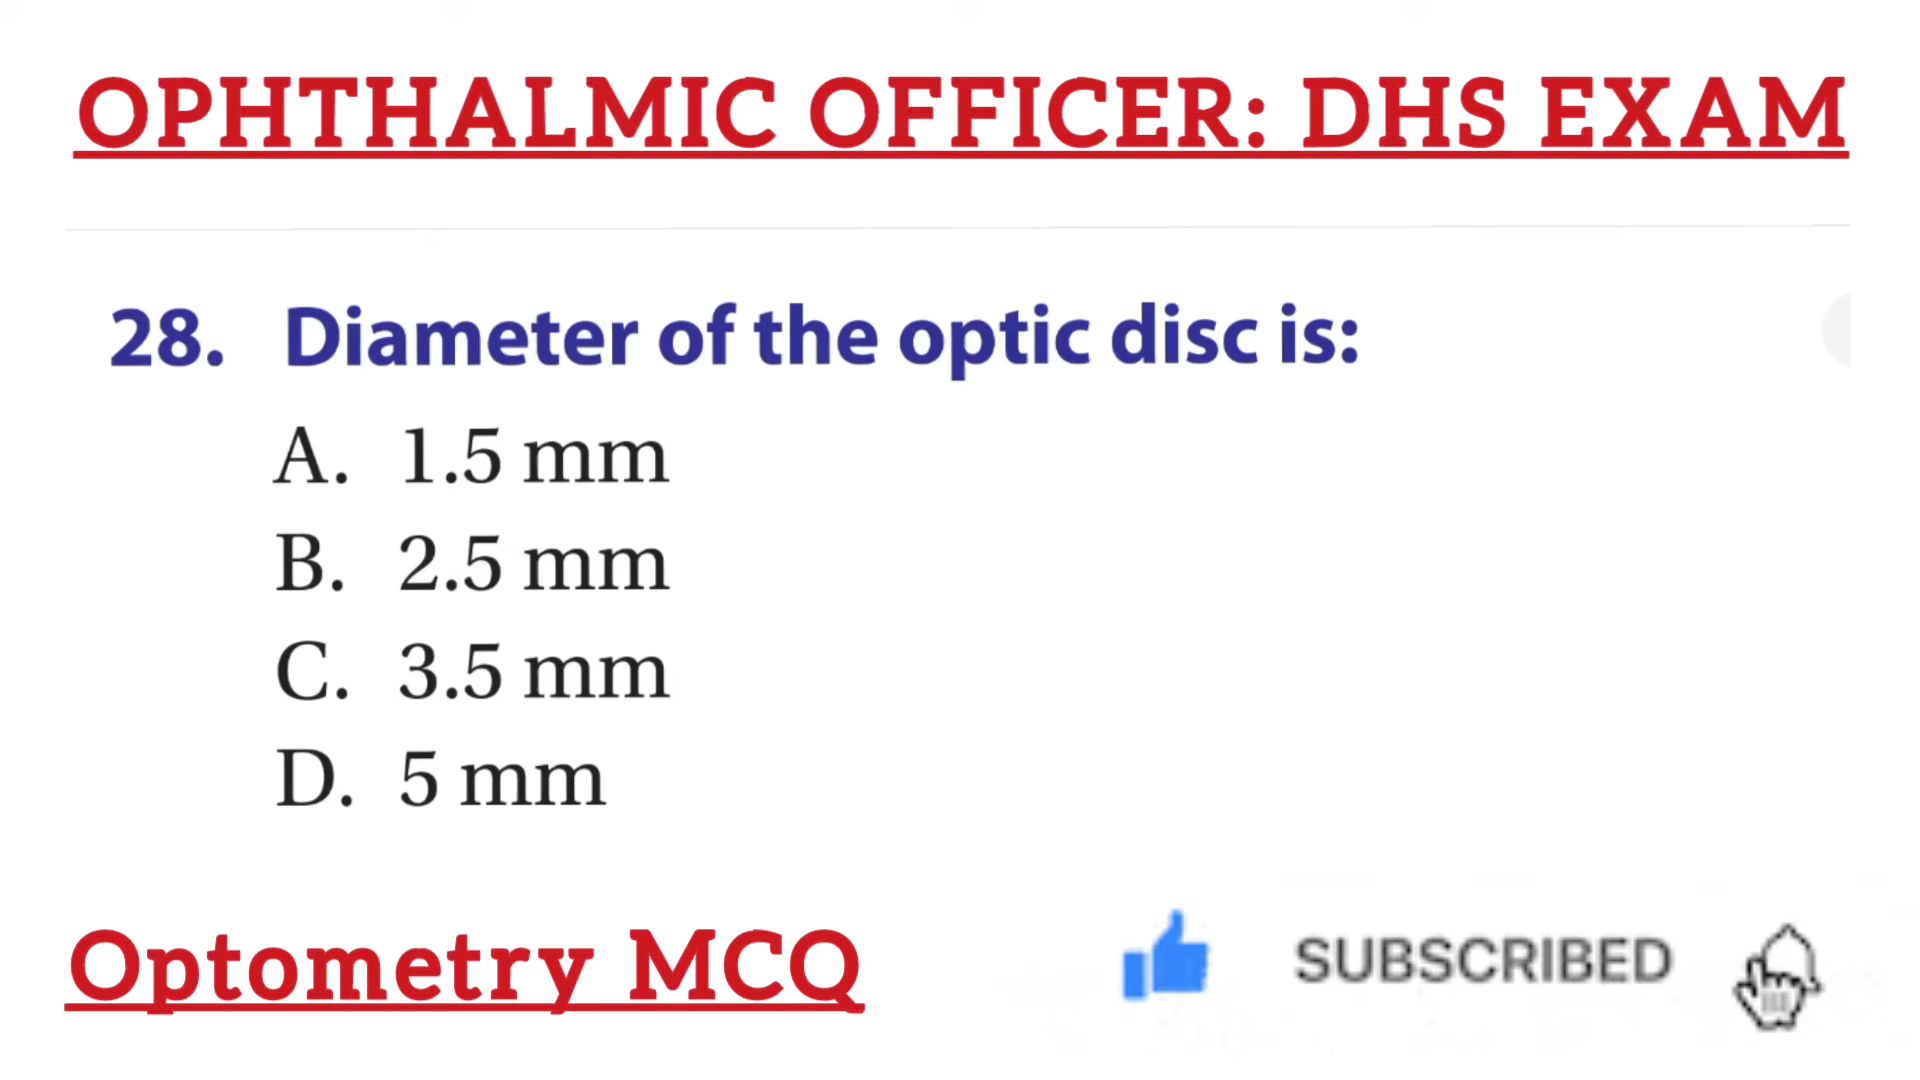 OPHTHALMIC OFFICER: DHS EXAM
28. Diameter of the optic disc is:
A. 1.5 mm
B. 2.5 mm
C. 3.5 mm
D. 5 mm
Optometry MCQ
SUBSCRIBED